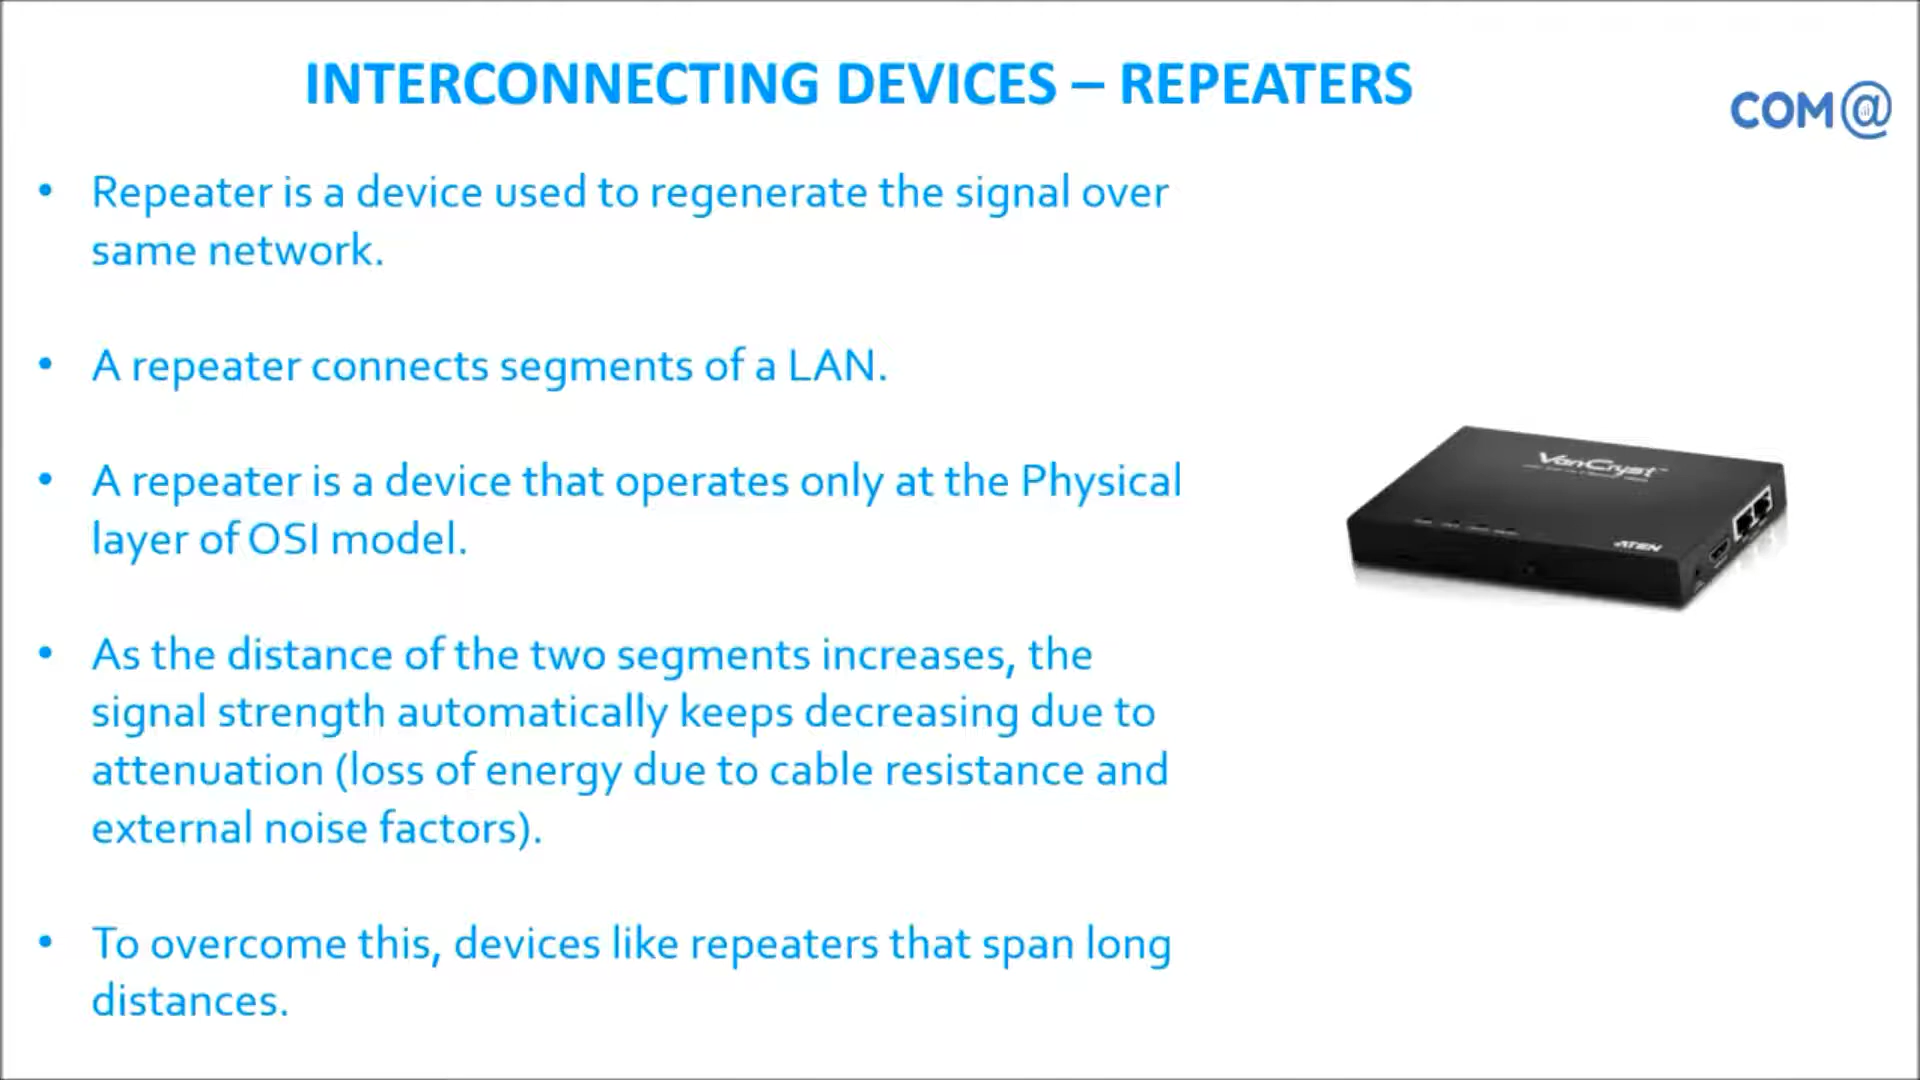 INTERCONNECTING DEVICES – REPEATERS
COM@
• Repeater is a device used to regenerate the signal over
same network.
• A repeater connects segments of a LAN.
• A repeater is a device that operates only at the Physical
layer of OSI model.
• As the distance of the two segments increases, the
signal strength automatically keeps decreasing due to
attenuation (loss of energy due to cable resistance and
external noise factors).
• To overcome this, devices like repeaters that span long
distances.
VanCryst™
ATEN